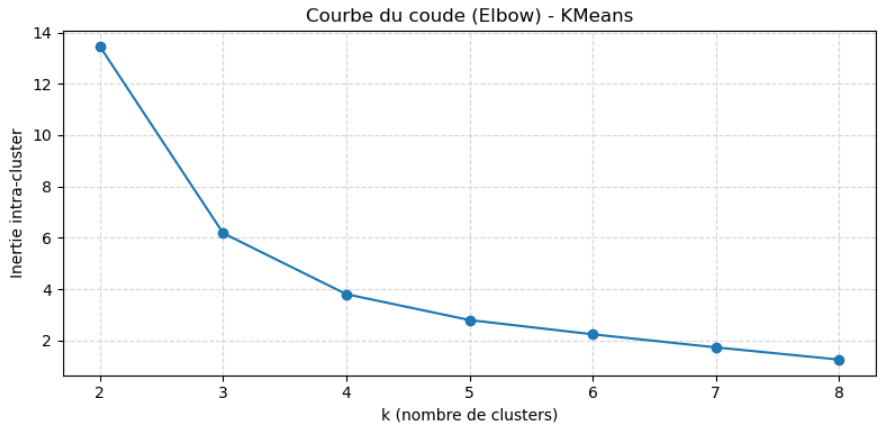 Courbe du coude (Elbow) - KMeans
14
12
10
8
6
4
2
Inertie intra-cluster
2 3 4 5 6 7 8
k (nombre de clusters)